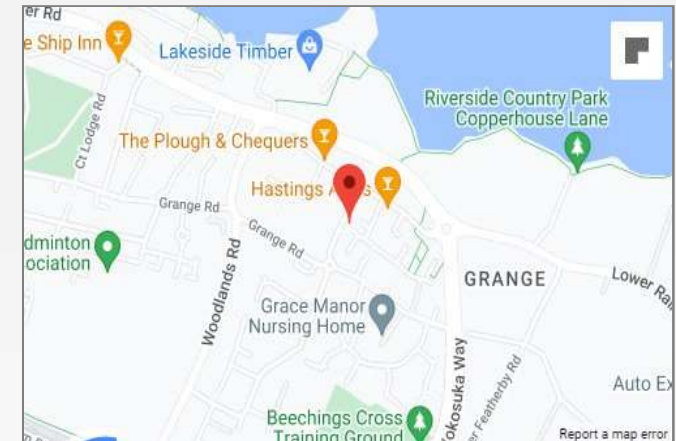 er Rd
e Ship Inn
Lakeside Timber
Riverside Country Park
Copperhouse Lane
Ct Lodge Rd
The Plough & Chequers
Hastings A s
Grange Rd
Grange Rd
dminton
ociation
Woodlands Rd
GRANGE
Lower Ra
Grace Manor
Nursing Home
okosuka Way
er Featherby Rd
Auto Ex
Beechings Cross
Training Ground
Report a map error